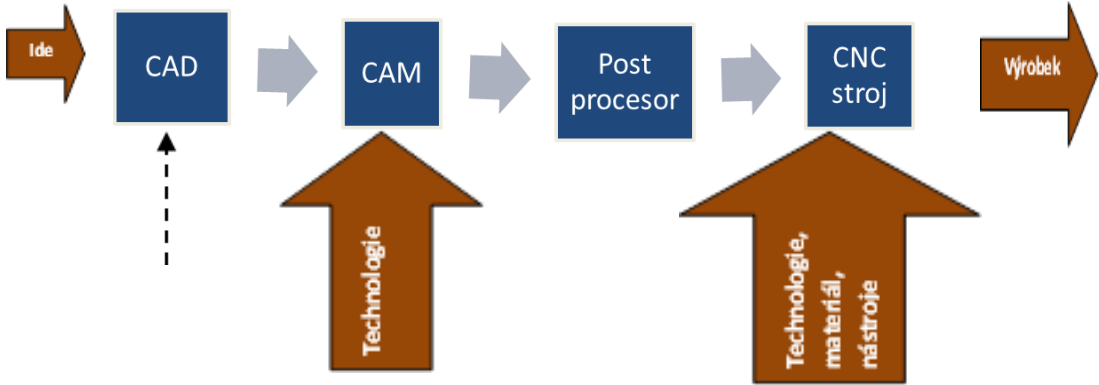 Ide
CAD
CAM
Post
procesor
CNC
stroj
Výrobek
Technologie
Technologie,
materiál,
nástroje